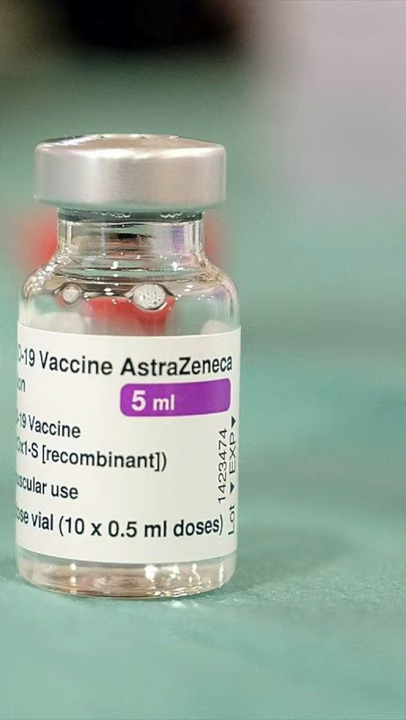 0-19 Vaccine AstraZeneca
on
5 ml
-19 Vaccine
Ox1-S [recombinant])
uscular use
ose vial (10 x 0.5 ml doses)
1423474
Lot ▼ EXP ▼